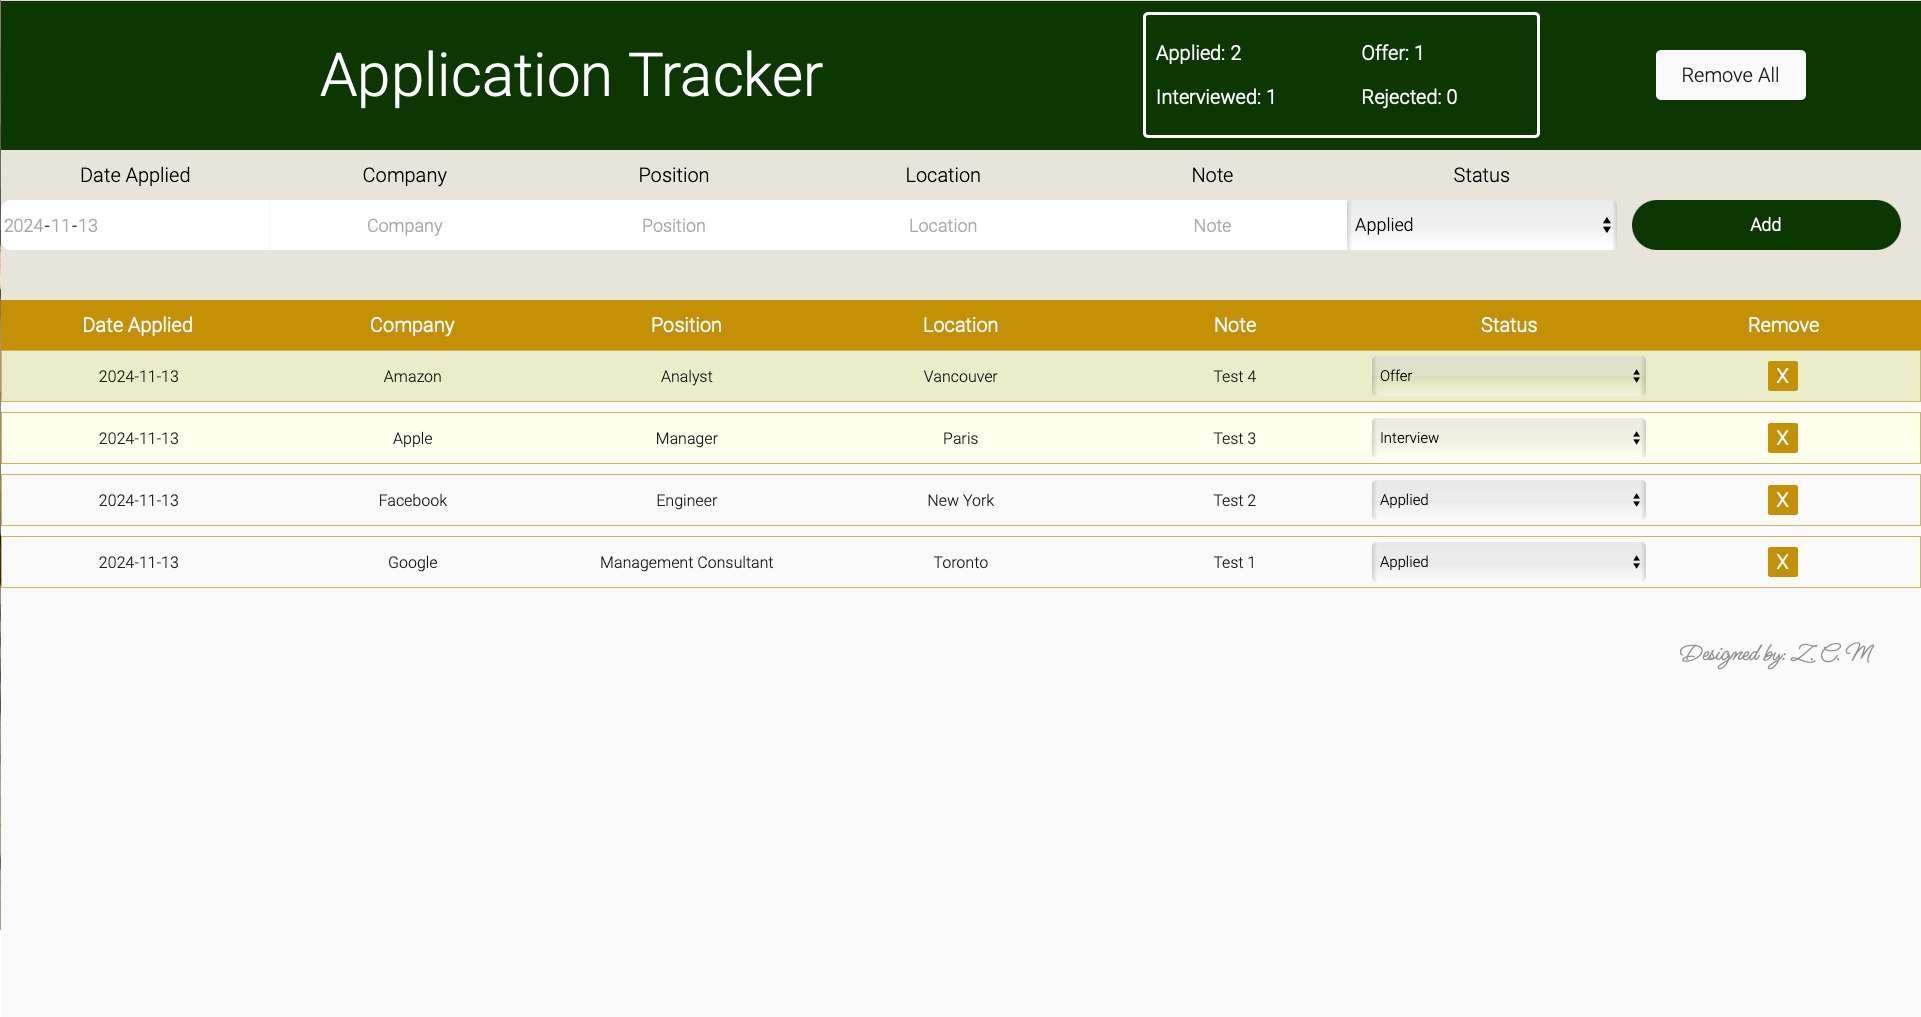 Application Tracker
Applied: 2 Offer: 1
Interviewed: 1 Rejected: 0
Remove All
Date Applied Company Position Location Note Status
2024-11-13 Company Position Location Note Applied Add
Date Applied Company Position Location Note Status Remove
2024-11-13 Amazon Analyst Vancouver Test 4 Offer X
2024-11-13 Apple Manager Paris Test 3 Interview X
2024-11-13 Facebook Engineer New York Test 2 Applied X
2024-11-13 Google Management Consultant Toronto Test 1 Applied X
Designed by: Z. C. M